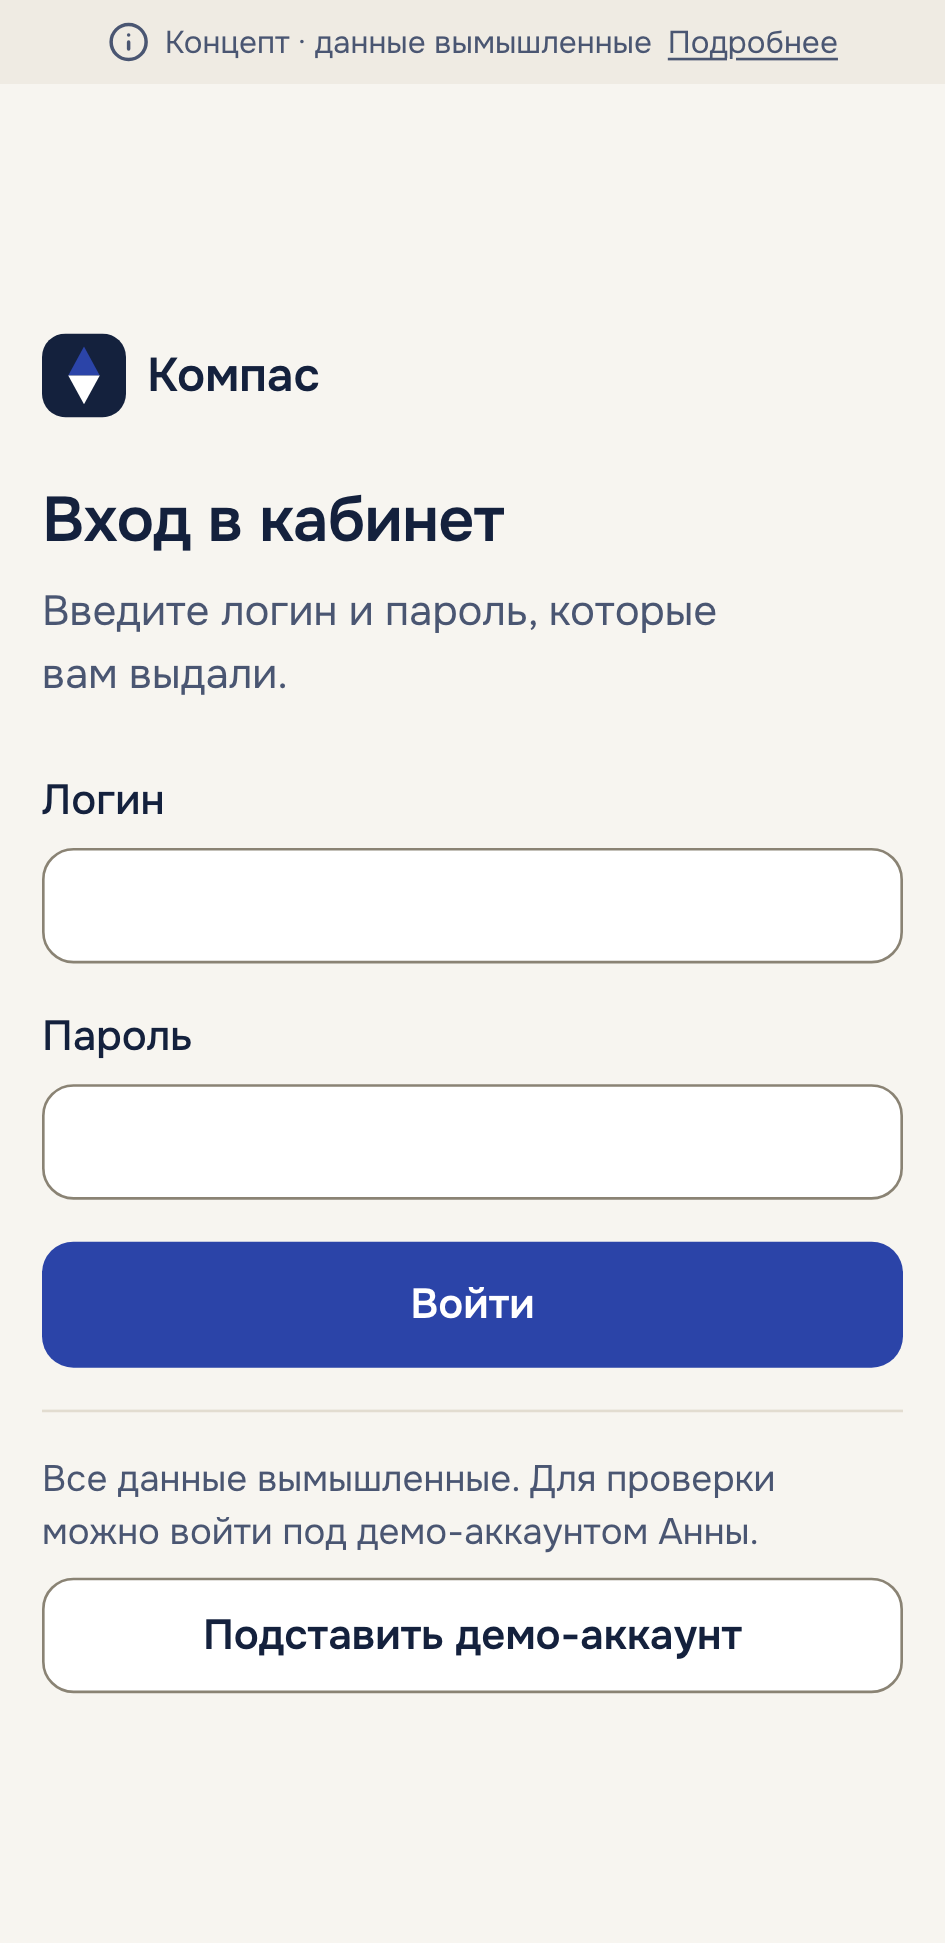 Концепт · данные вымышленные Подробнее
Компас
Вход в кабинет
Введите логин и пароль, которые
вам выдали.
Логин
Пароль
Войти
Все данные вымышленные. Для проверки
можно войти под демо-аккаунтом Анны.
Подставить демо-аккаунт